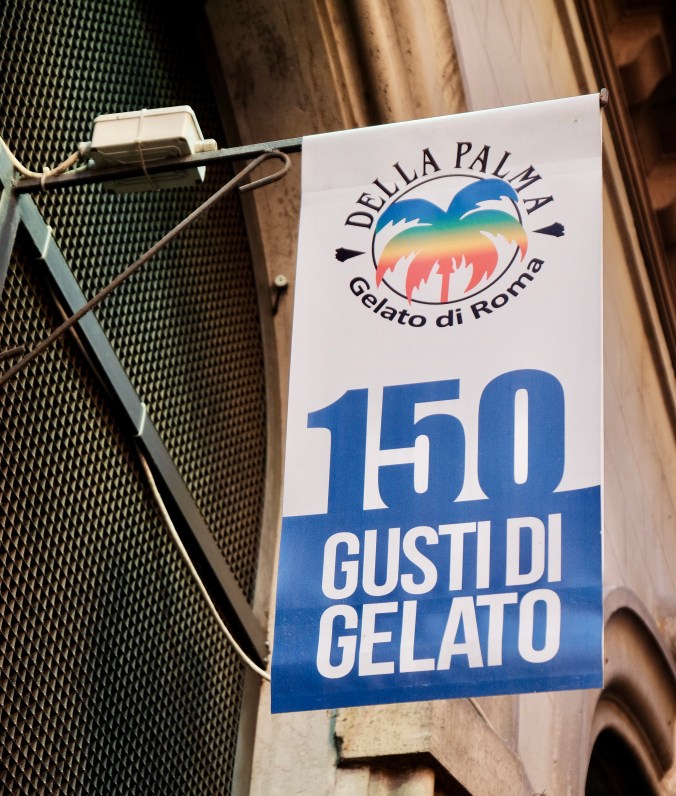 DELLA PALMA
Gelato di Roma
150
GUSTI DI
GELATO